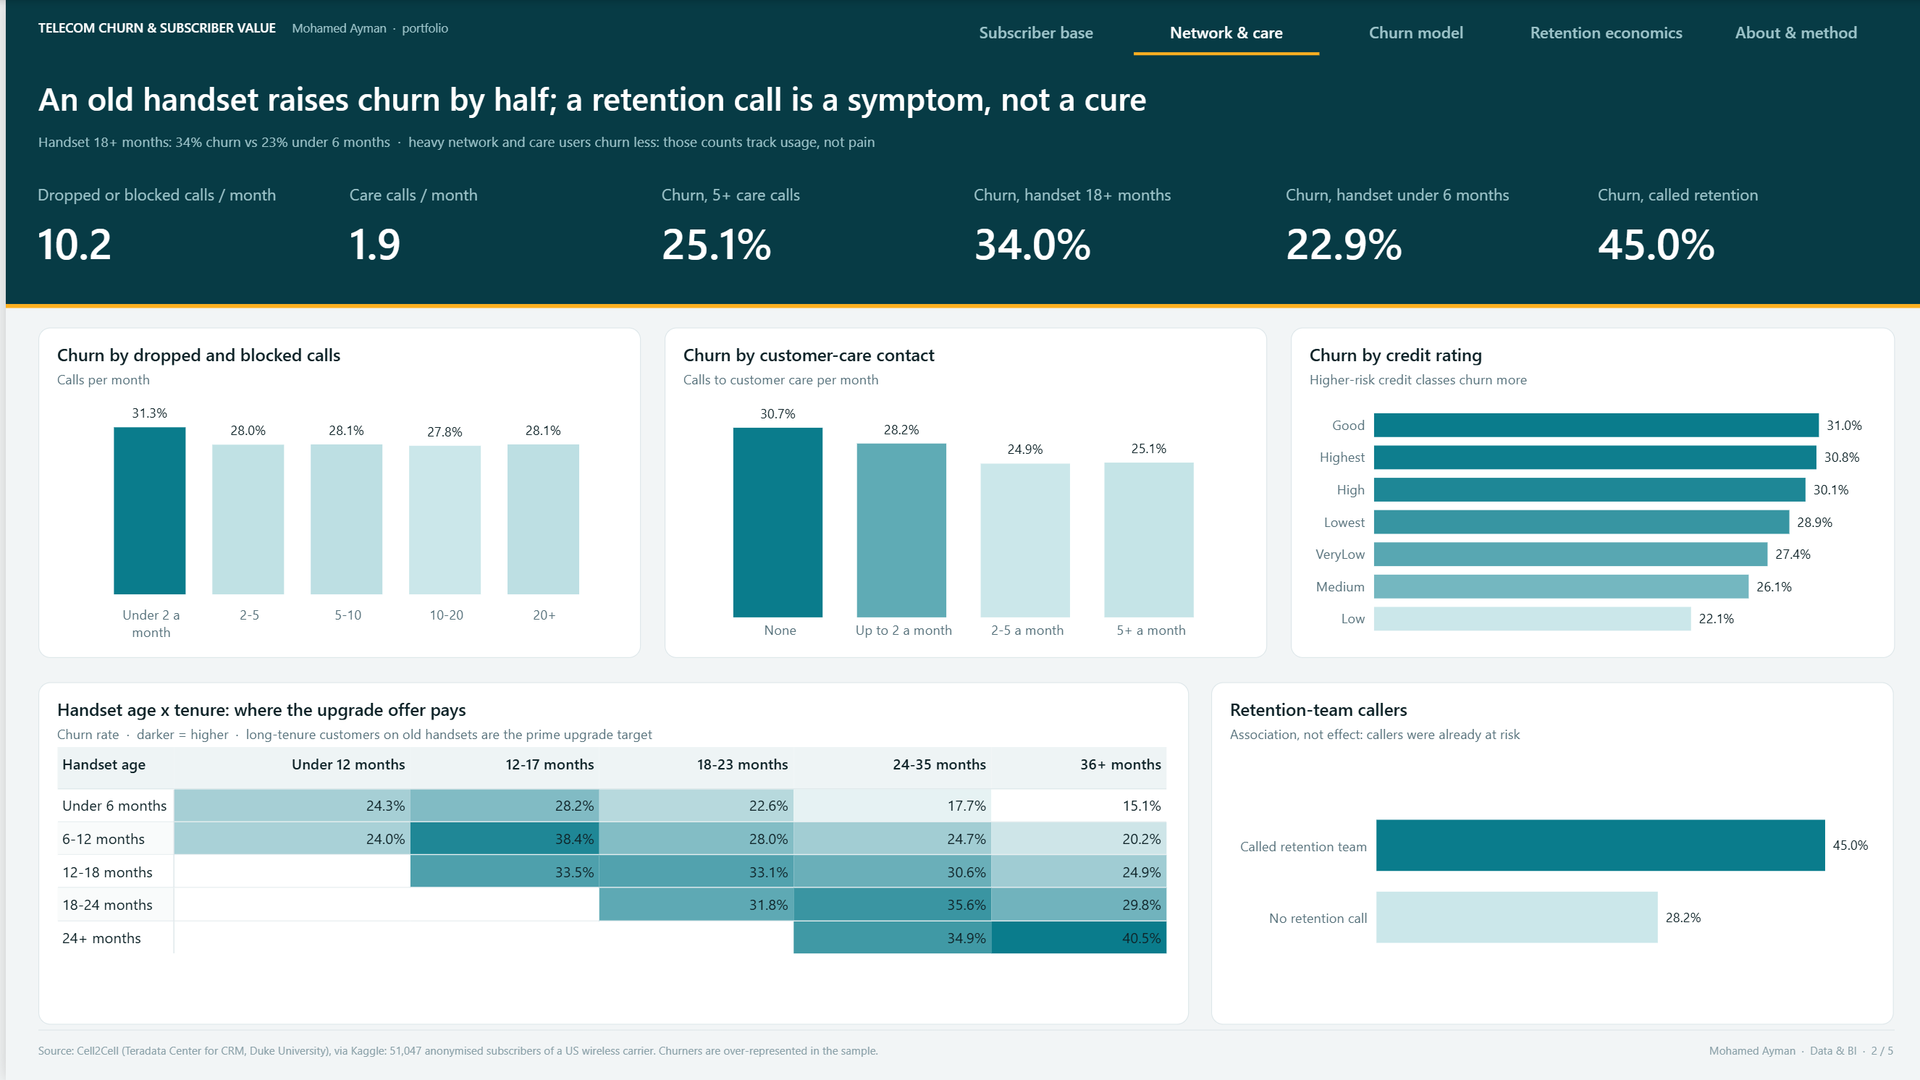 TELECOM CHURN & SUBSCRIBER VALUE Mohamed Ayman · portfolio
Subscriber base Network & care Churn model Retention economics About & method
An old handset raises churn by half; a retention call is a symptom, not a cure
Handset 18+ months: 34% churn vs 23% under 6 months · heavy network and care users churn less: those counts track usage, not pain
Dropped or blocked calls / month Care calls / month Churn, 5+ care calls Churn, handset 18+ months Churn, handset under 6 months Churn, called retention
10.2 1.9 25.1% 34.0% 22.9% 45.0%
Churn by dropped and blocked calls
Calls per month
31.3% 28.0% 28.1% 27.8% 28.1%
Under 2 a month 2-5 5-10 10-20 20+
Churn by customer-care contact
Calls to customer care per month
30.7% 28.2% 24.9% 25.1%
None Up to 2 a month 2-5 a month 5+ a month
Churn by credit rating
Higher-risk credit classes churn more
Good 31.0%
Highest 30.8%
High 30.1%
Lowest 28.9%
VeryLow 27.4%
Medium 26.1%
Low 22.1%
Handset age x tenure: where the upgrade offer pays
Churn rate · darker = higher · long-tenure customers on old handsets are the prime upgrade target
Handset age Under 12 months 12-17 months 18-23 months 24-35 months 36+ months
Under 6 months 24.3% 28.2% 22.6% 17.7% 15.1%
6-12 months 24.0% 38.4% 28.0% 24.7% 20.2%
12-18 months 33.5% 33.1% 30.6% 24.9%
18-24 months 31.8% 35.6% 29.8%
24+ months 34.9% 40.5%
Retention-team callers
Association, not effect: callers were already at risk
Called retention team 45.0%
No retention call 28.2%
Source: Cell2Cell (Teradata Center for CRM, Duke University), via Kaggle: 51,047 anonymised subscribers of a US wireless carrier. Churners are over-represented in the sample.
Mohamed Ayman · Data & BI · 2 / 5